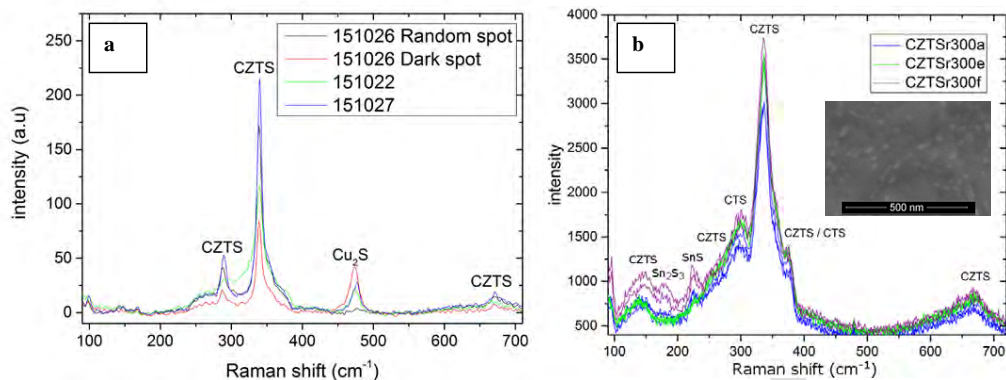 a
151026 Random spot
151026 Dark spot
151022
151027
CZTS
CZTS
Cu2S
CZTS
intensity (a.u)
250
200
150
100
50
0
100 200 300 400 500 600 700
Raman shift (cm-1)
b
CZTSr300a
CZTSr300e
CZTSr300f
CZTS
CTS
CZTS
CZTS / CTS
CZTS
Sn2S3
SnS
CZTS
500 nm
intensity
4000
3500
3000
2500
2000
1500
1000
500
100 200 300 400 500 600 700
Raman shift (cm-1)